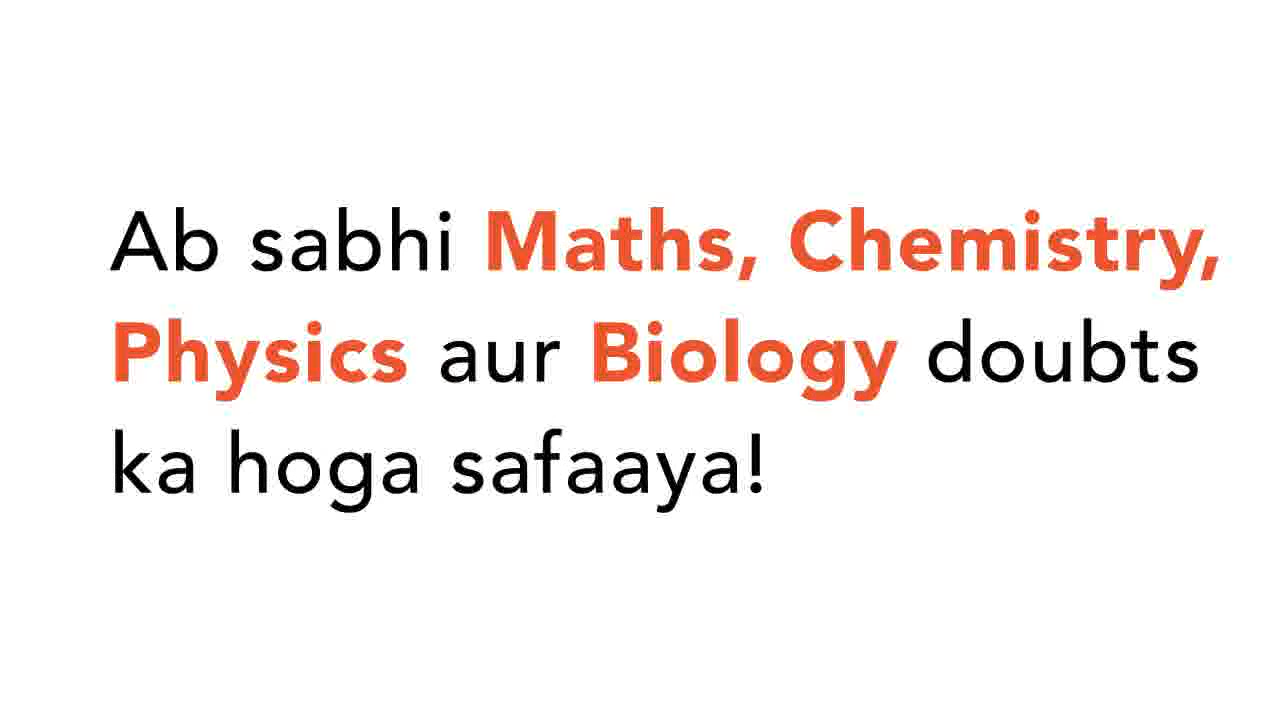 Ab sabhi Maths, Chemistry,
Physics aur Biology doubts
ka hoga safaaya!